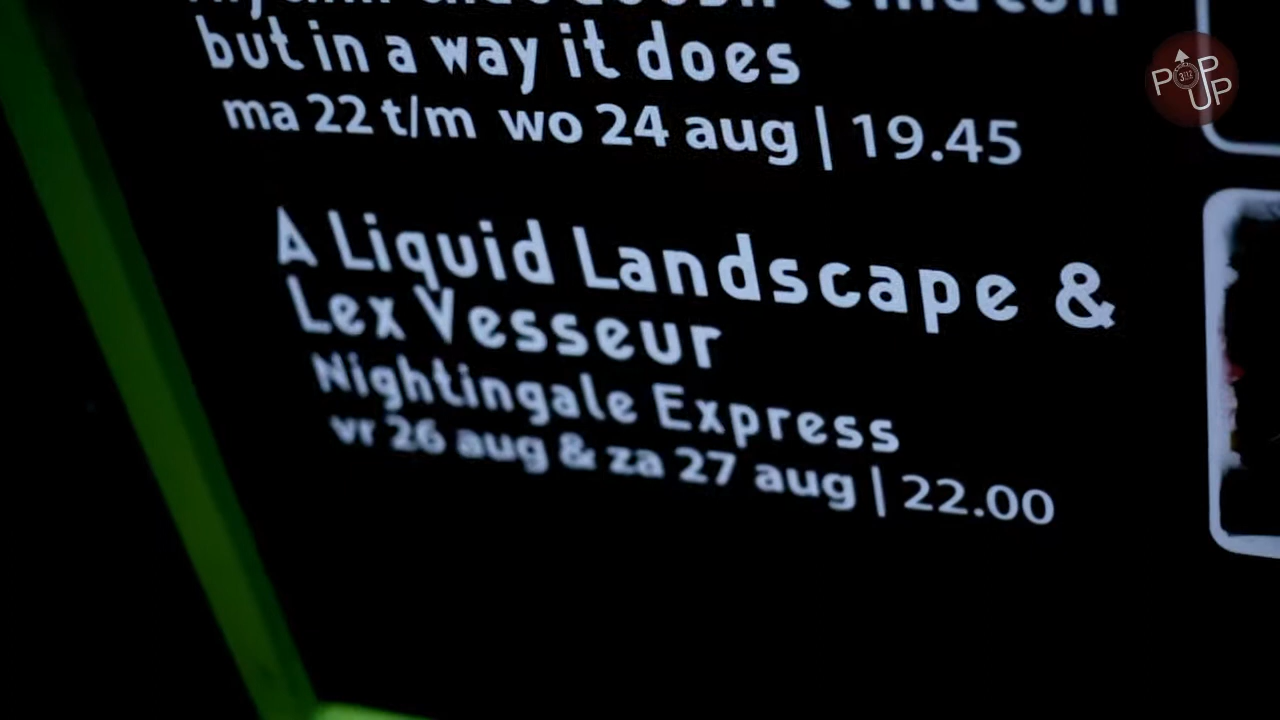 but in a way it does
ma 22 t/m wo 24 aug | 19.45
A Liquid Landscape &
Lex Vesseur
Nightingale Express
vr 26 aug & za 27 aug | 22.00
POP UP